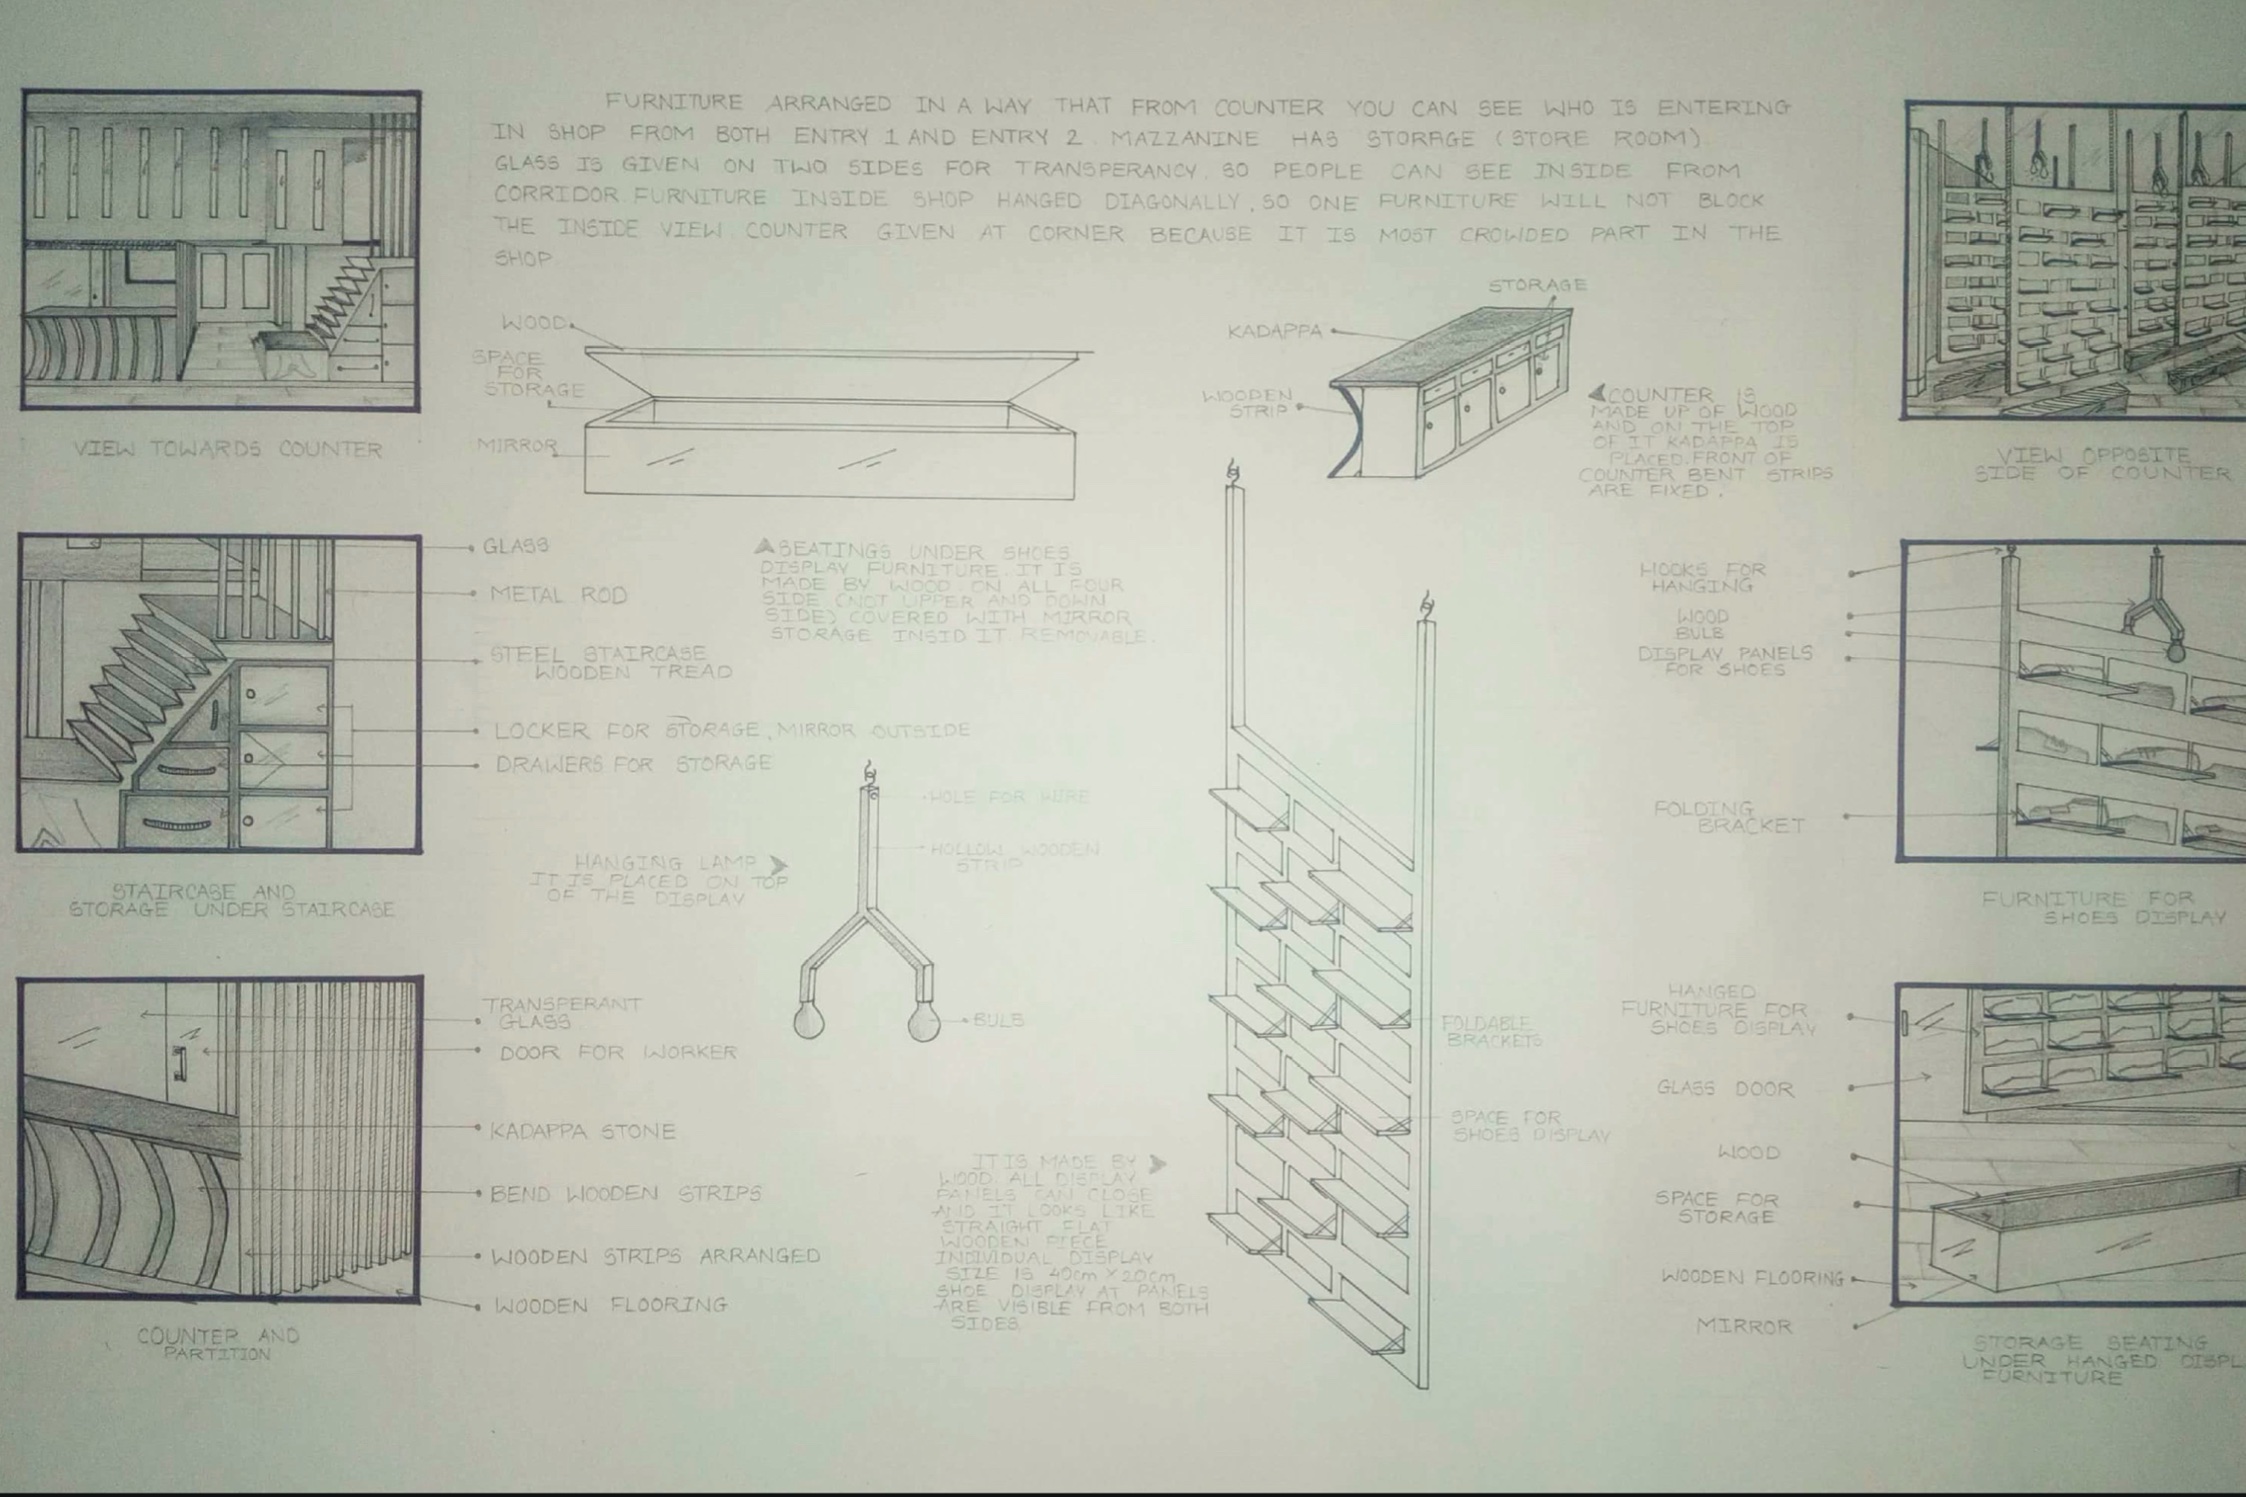 FURNITURE ARRANGED IN A WAY THAT FROM COUNTER YOU CAN SEE WHO IS ENTERING
IN SHOP FROM BOTH ENTRY 1 AND ENTRY 2. MAZZANINE HAS STORAGE (STORE ROOM)
GLASS IS GIVEN ON TWO SIDES FOR TRANSPERANCY. SO PEOPLE CAN SEE INSIDE FROM
CORRIDOR. FURNITURE INSIDE SHOP HANGED DIAGONALLY, SO ONE FURNITURE WILL NOT BLOCK
THE INSIDE VIEW. COUNTER GIVEN AT CORNER BECAUSE IT IS MOST CROWDED PART IN THE
SHOP
VIEW TOWARDS COUNTER
WOOD
SPACE
FOR
STORAGE
MIRROR
SEATINGS UNDER SHOES
DISPLAY FURNITURE. IT IS
MADE BY WOOD ON ALL FOUR
SIDE (NOT UPPER AND DOWN
SIDE) COVERED WITH MIRROR
STORAGE INSID IT REMOVABLE.
STORAGE
KADAPPA
WOODEN
STRIP
COUNTER IS
MADE UP OF WOOD
AND ON THE TOP
OF IT KADAPPA IS
PLACED. FRONT OF
COUNTER BENT STRIPS
ARE FIXED.
VIEW OPPOSITE
SIDE OF COUNTER
GLASS
METAL ROD
STEEL STAIRCASE
WOODEN TREAD
LOCKER FOR STORAGE, MIRROR OUTSIDE
DRAWERS FOR STORAGE
STAIRCASE AND
STORAGE UNDER STAIRCASE
HANGING LAMP
IT IS PLACED ON TOP
OF THE DISPLAY
HOLE FOR WIRE
HOLLOW WOODEN
STRIP
BULB
HOOKS FOR
HANGING
WOOD
BULB
DISPLAY PANELS
FOR SHOES
FOLDING
BRACKET
FURNITURE FOR
SHOES DISPLAY
TRANSPERANT
GLASS
DOOR FOR WORKER
KADAPPA STONE
BEND WOODEN STRIPS
WOODEN STRIPS ARRANGED
WOODEN FLOORING
COUNTER AND
PARTITION
IT IS MADE BY
WOOD. ALL DISPLAY
PANELS CAN CLOSE
AND IT LOOKS LIKE
STRAIGHT FLAT
WOODEN PIECE
INDIVIDUAL DISPLAY
SIZE IS 40cm X 20cm
SHOE DISPLAY AT PANELS
ARE VISIBLE FROM BOTH
SIDES.
FOLDABLE
BRACKETS
SPACE FOR
SHOES DISPLAY
HANGED
FURNITURE FOR
SHOES DISPLAY
GLASS DOOR
WOOD
SPACE FOR
STORAGE
WOODEN FLOORING
MIRROR
STORAGE SEATING
UNDER HANGED DISPL
FURNITURE